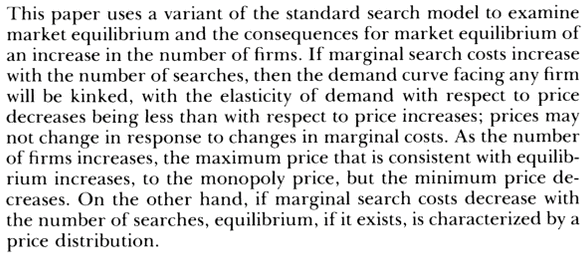 This paper uses a variant of the standard search model to examine
market equilibrium and the consequences for market equilibrium of
an increase in the number of firms. If marginal search costs increase
with the number of searches, then the demand curve facing any firm
will be kinked, with the elasticity of demand with respect to price
decreases being less than with respect to price increases; prices may
not change in response to changes in marginal costs. As the number
of firms increases, the maximum price that is consistent with equilib-
rium increases, to the monopoly price, but the minimum price de-
creases. On the other hand, if marginal search costs decrease with
the number of searches, equilibrium, if it exists, is characterized by a
price distribution.